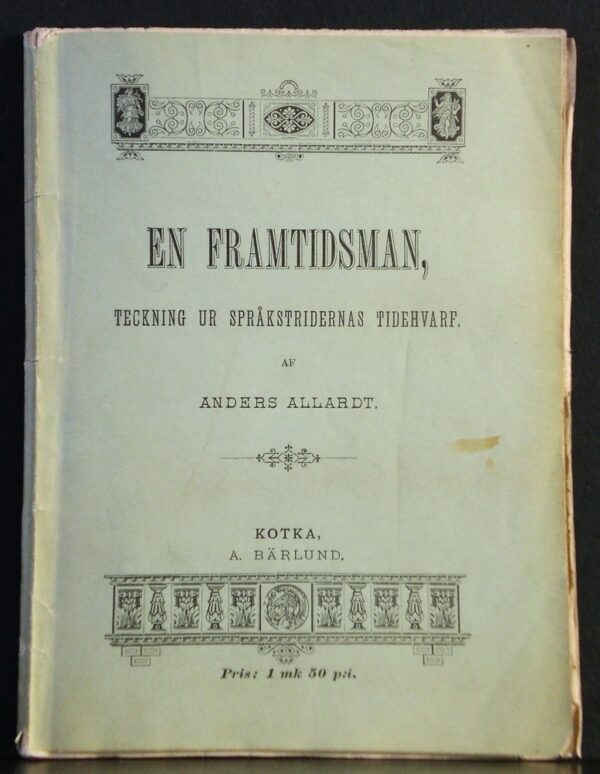 EN FRAMTIDSMAN,
TECKNING UR SPRÅKSTRIDERNAS TIDEHVARF.
AF
ANDERS ALLARDT.
KOTKA,
A. BÄRLUND.
Pris: 1 mk 50 p:i.